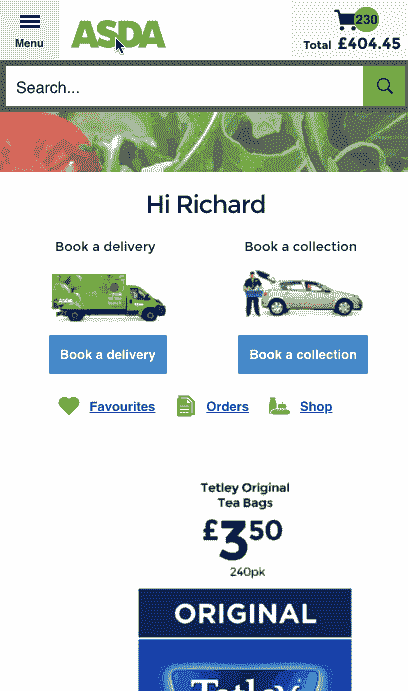 Menu
ASDA
230
Total £404.45
Search...
Hi Richard
Book a delivery
Book a collection
Book a delivery
Book a collection
Favourites
Orders
Shop
Tetley Original
Tea Bags
£3.50
240pk
ORIGINAL
Tetley